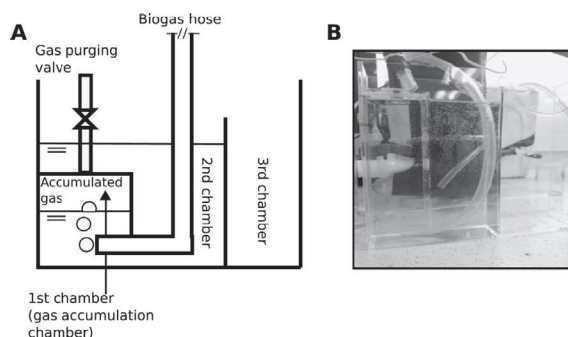 A
Biogas hose
Gas purging
valve
Accumulated
gas
2nd chamber
3rd chamber
1st chamber
(gas accumulation
chamber)
B